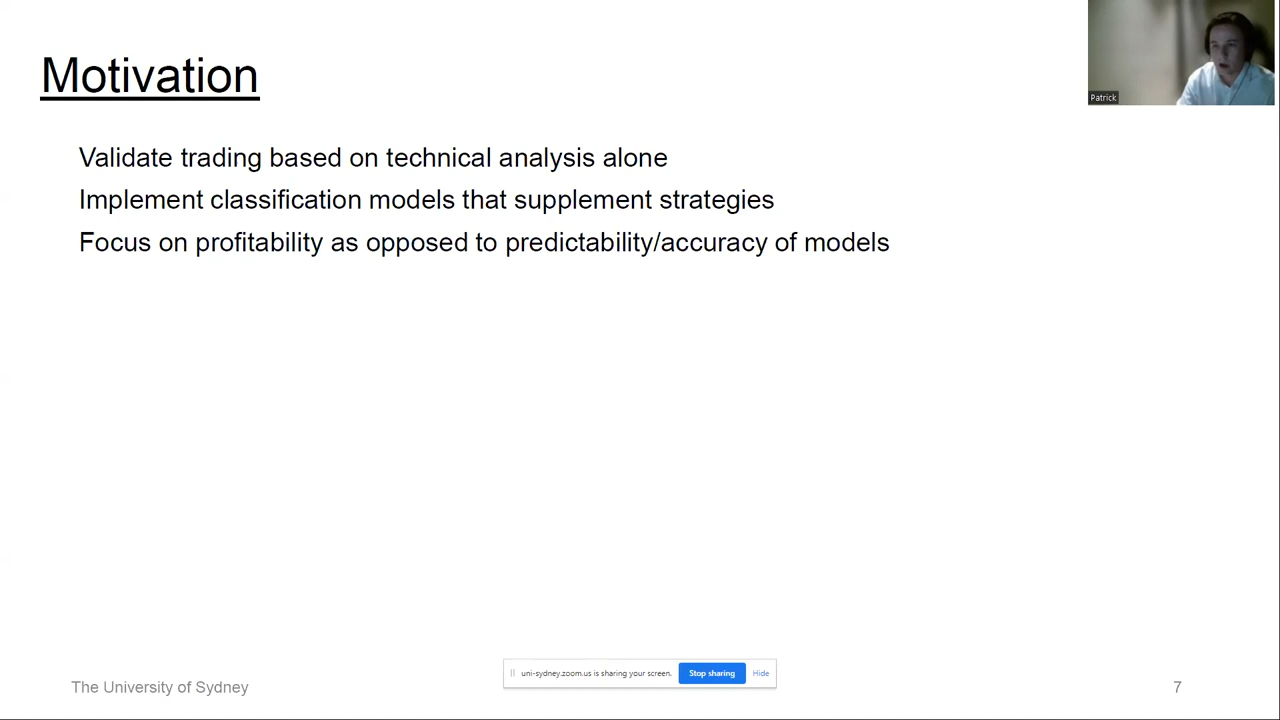 Motivation
Patrick
Validate trading based on technical analysis alone
Implement classification models that supplement strategies
Focus on profitability as opposed to predictability/accuracy of models
uni-sydney.zoom.us is sharing your screen. Stop sharing Hide
The University of Sydney
7